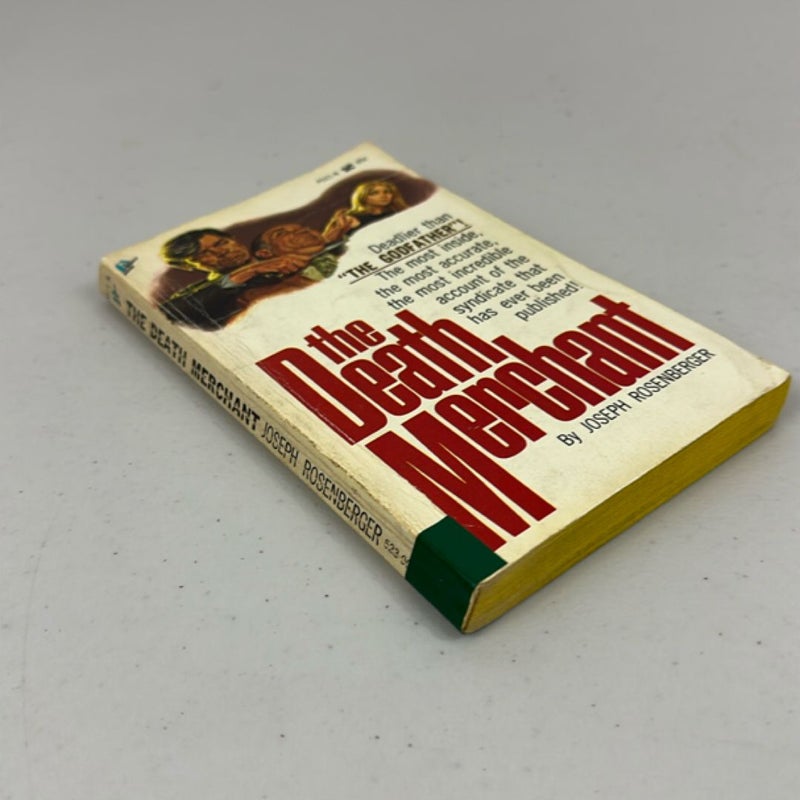 Deadlier than
"THE GODFATHER"!
The most inside,
the most accurate,
the most incredible
account of the
syndicate that
has ever been
published!
the
Death
Merchant
By JOSEPH ROSENBERGER
THE DEATH MERCHANT JOSEPH ROSENBERGER